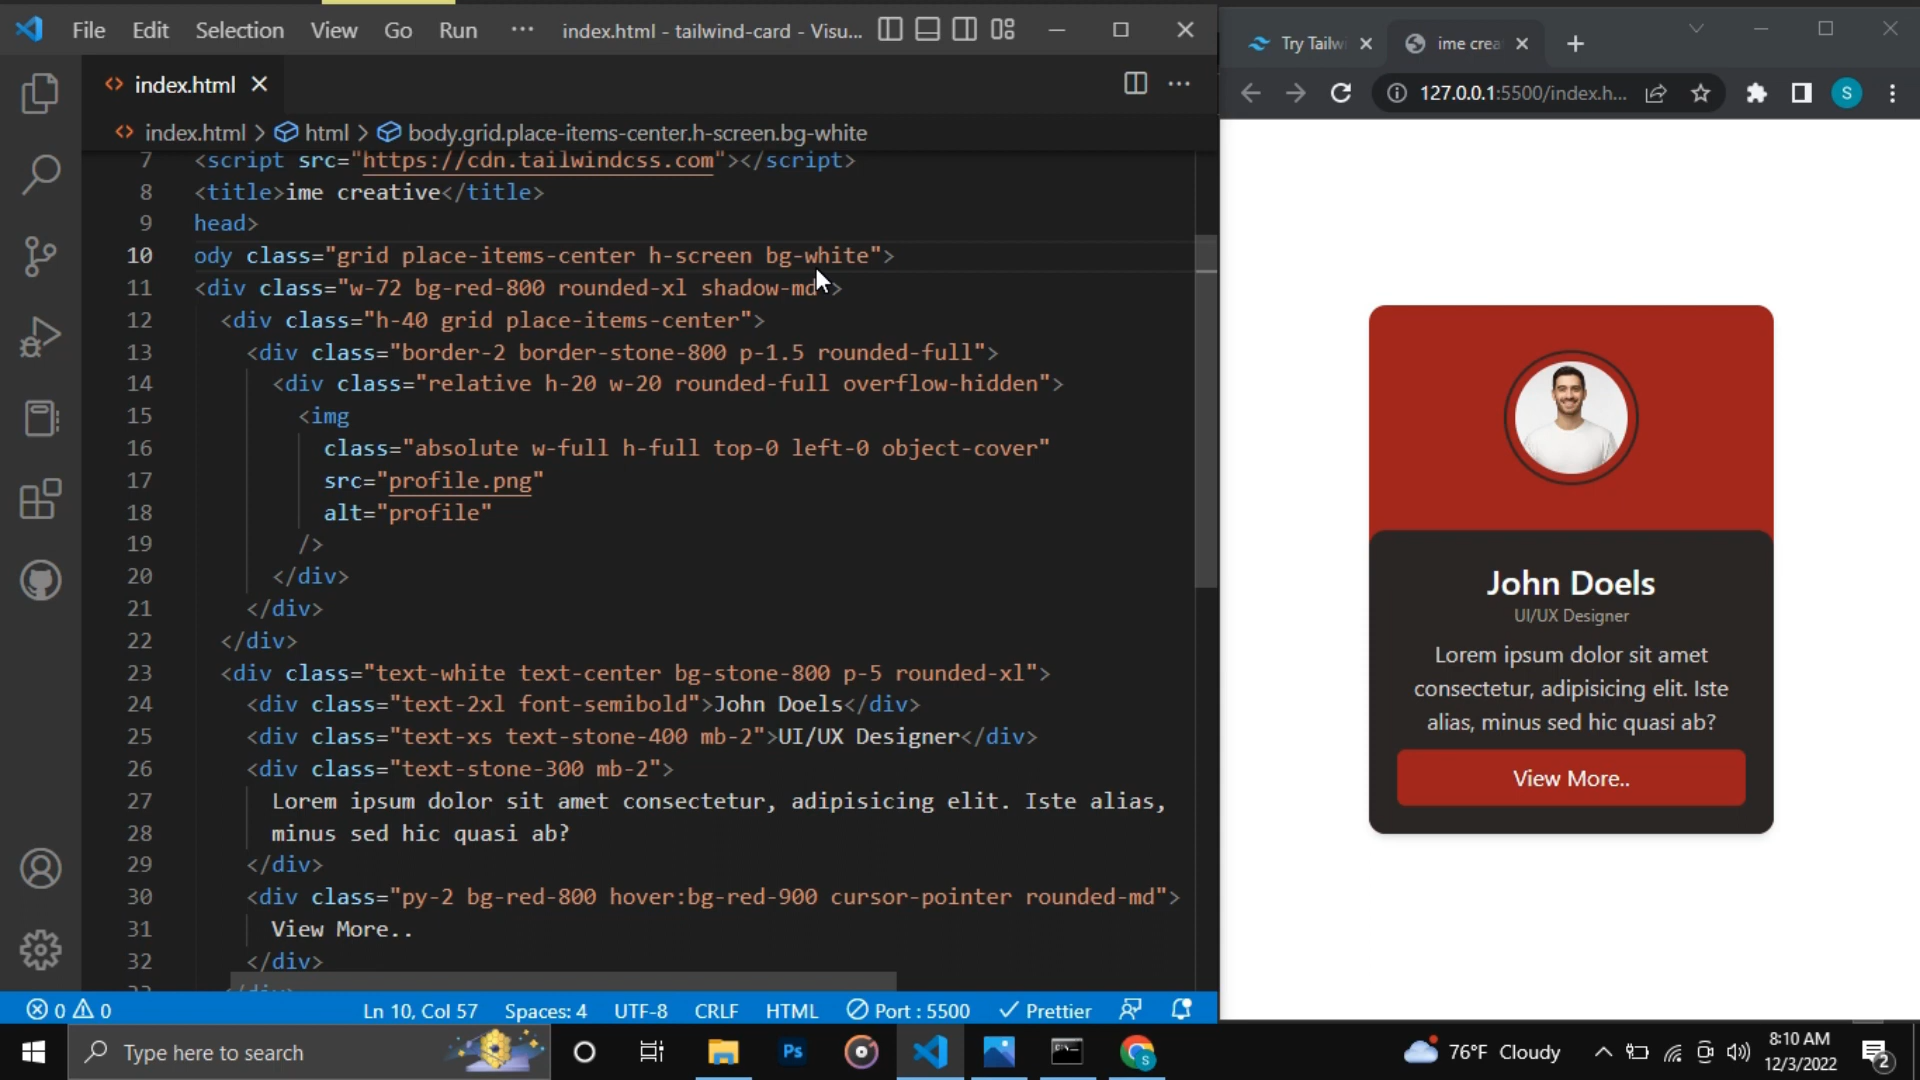 File Edit Selection View Go Run ··· index.html - tailwind-card - Visu...
index.html
index.html > html > body.grid.place-items-center.h-screen.bg-white
7 <script src="https://cdn.tailwindcss.com"></script>
8 <title>ime creative</title>
9 head>
10 ody class="grid place-items-center h-screen bg-white">
11 <div class="w-72 bg-red-800 rounded-xl shadow-md">
12 <div class="h-40 grid place-items-center">
13 <div class="border-2 border-stone-800 p-1.5 rounded-full">
14 <div class="relative h-20 w-20 rounded-full overflow-hidden">
15 <img
16 class="absolute w-full h-full top-0 left-0 object-cover"
17 src="profile.png"
18 alt="profile"
19 />
20 </div>
21 </div>
22 </div>
23 <div class="text-white text-center bg-stone-800 p-5 rounded-xl">
24 <div class="text-2xl font-semibold">John Doels</div>
25 <div class="text-xs text-stone-400 mb-2">UI/UX Designer</div>
26 <div class="text-stone-300 mb-2">
27 Lorem ipsum dolor sit amet consectetur, adipisicing elit. Iste alias,
28 minus sed hic quasi ab?
29 </div>
30 <div class="py-2 bg-red-800 hover:bg-red-900 cursor-pointer rounded-md">
31 View More..
32 </div>
0 0 Ln 10, Col 57 Spaces: 4 UTF-8 CRLF HTML Port : 5500 Prettier
Try Tailwi ime crea
127.0.0.1:5500/index.h... S
John Doels
UI/UX Designer
Lorem ipsum dolor sit amet
consectetur, adipisicing elit. Iste
alias, minus sed hic quasi ab?
View More..
Type here to search Ps S 76°F Cloudy
8:10 AM
12/3/2022
2